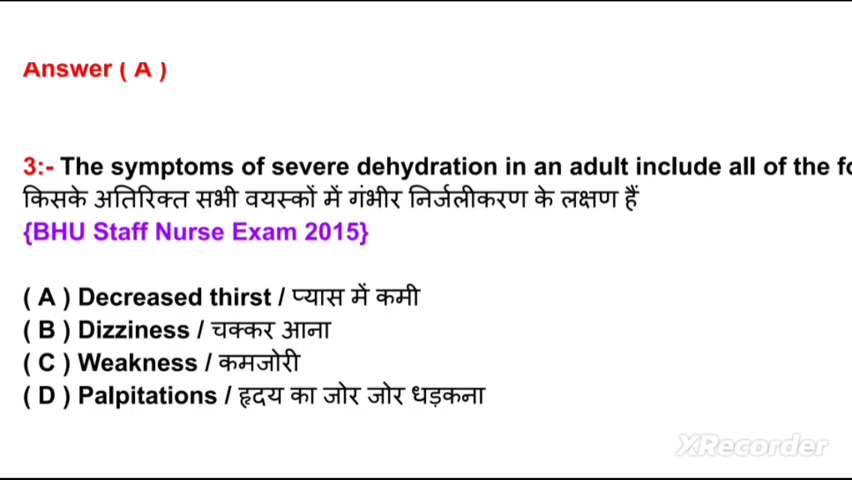 Answer ( A )
3:- The symptoms of severe dehydration in an adult include all of the
किसके अतिरिक्त सभी वयस्कों में गंभीर निर्जलीकरण के लक्षण हैं
{BHU Staff Nurse Exam 2015}
( A ) Decreased thirst / प्यास में कमी
( B ) Dizziness / चक्कर आना
( C ) Weakness / कमजोरी
( D ) Palpitations / हृदय का जोर जोर धड़कना
XRecorder